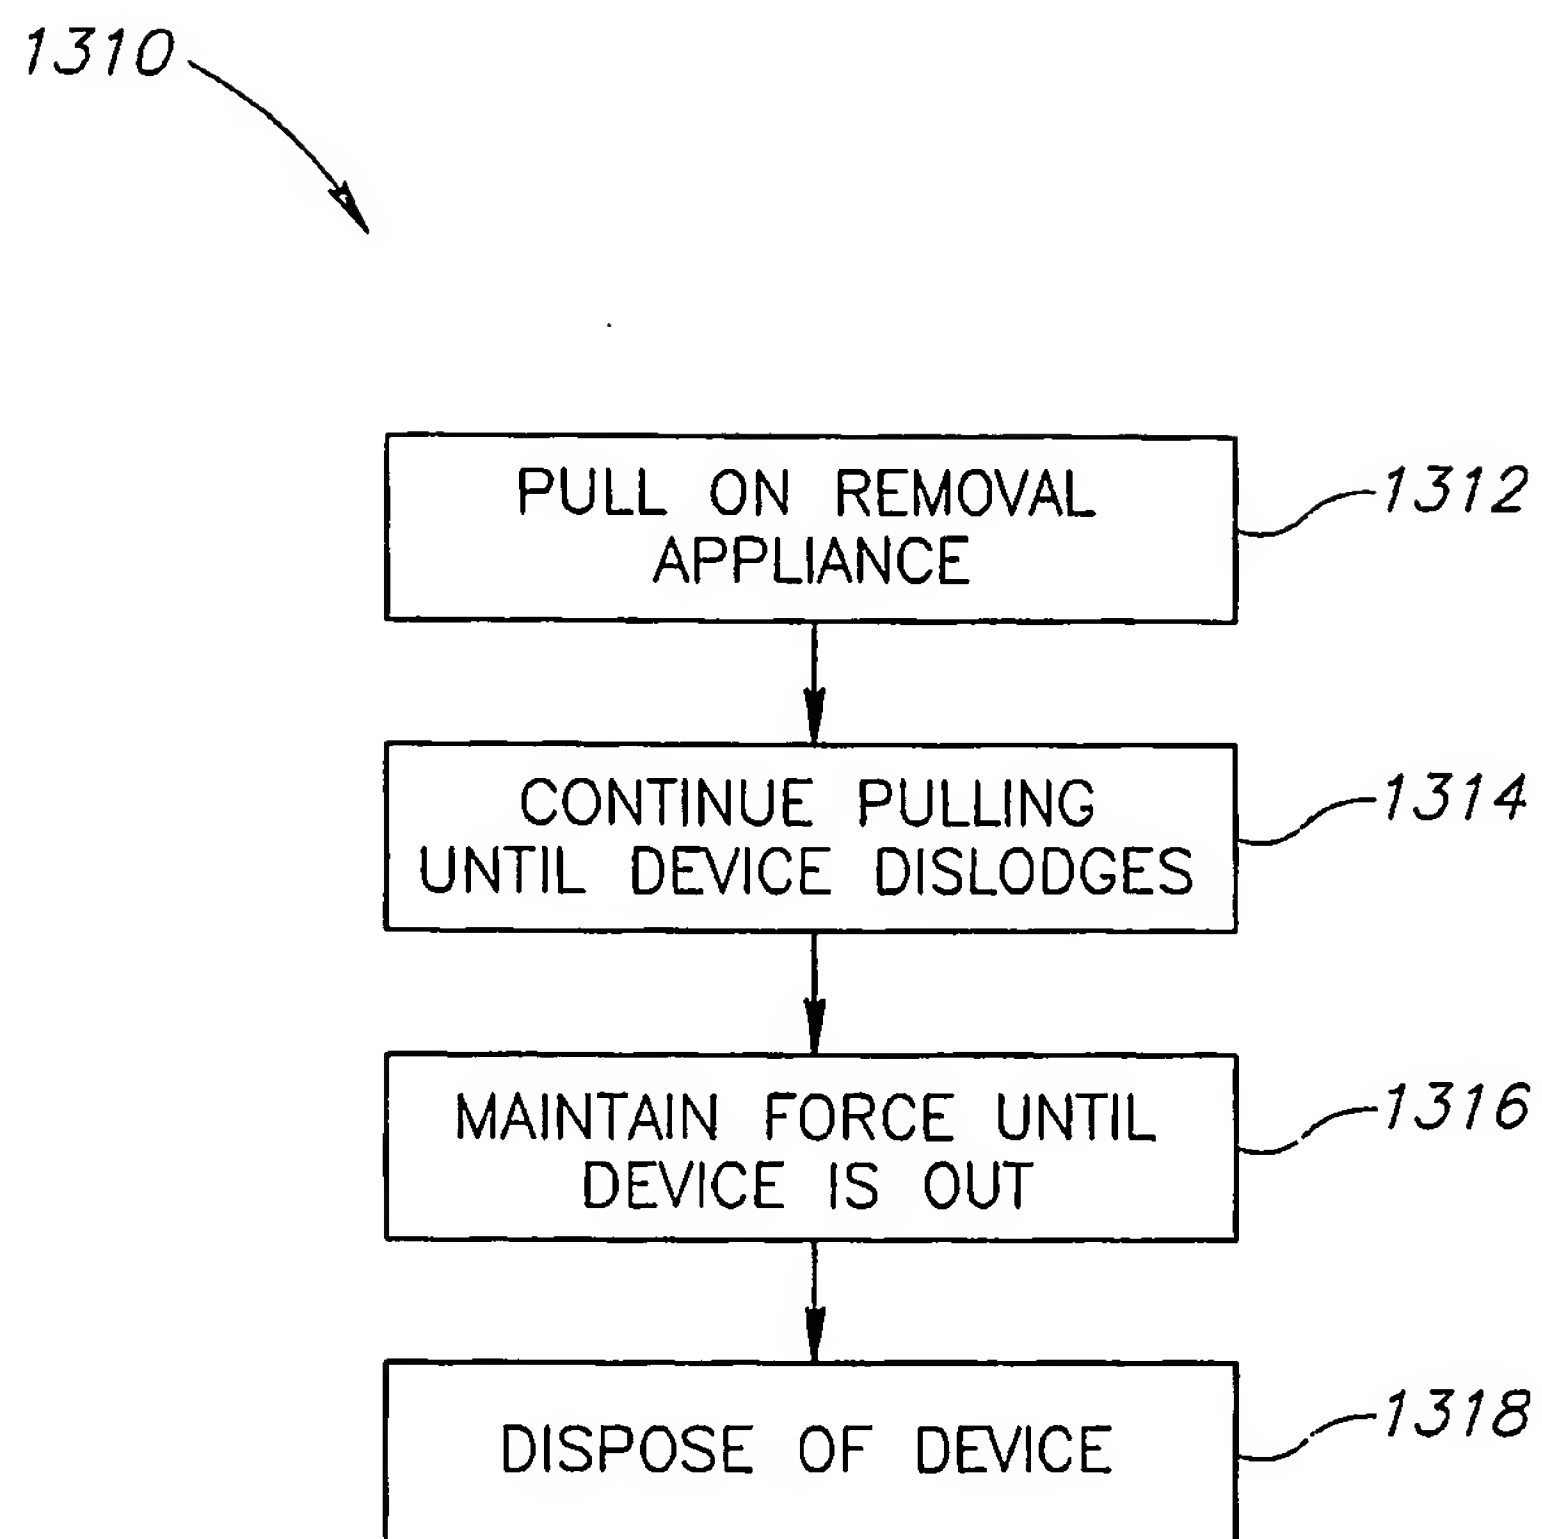 1310
PULL ON REMOVAL
APPLIANCE
1312
CONTINUE PULLING
UNTIL DEVICE DISLODGES
1314
MAINTAIN FORCE UNTIL
DEVICE IS OUT
1316
DISPOSE OF DEVICE
1318